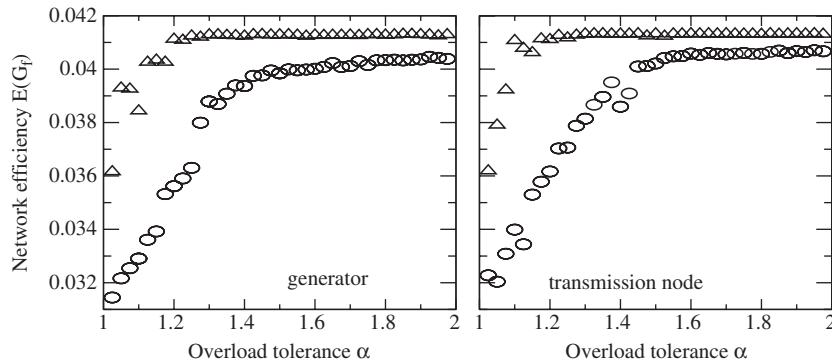 0.042
0.04
0.038
0.036
0.034
0.032
Network efficiency E(G_f)
generator
transmission node
1 1.2 1.4 1.6 1.8 2
1 1.2 1.4 1.6 1.8 2
Overload tolerance α
Overload tolerance α